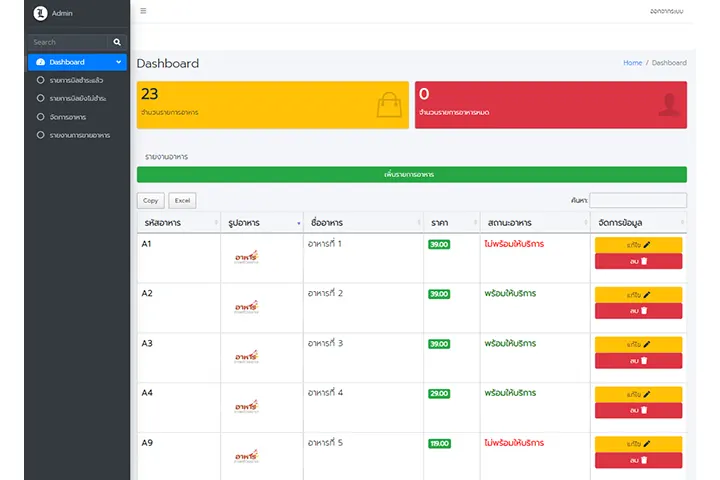 Admin
ออกจากระบบ
Search
Dashboard
รายการบิลชำระแล้ว
รายการบิลยังไม่ชำระ
จัดการอาหาร
รายงานการขายอาหาร
Dashboard
Home / Dashboard
23
จำนวนรายการอาหาร
0
จำนวนรายการอาหารหมด
รายงานอาหาร
เพิ่มรายการอาหาร
Copy Excel
ค้นหา:
รหัสอาหาร รูปอาหาร ชื่ออาหาร ราคา สถานะอาหาร จัดการข้อมูล
A1 อาหาร อาหารที่ 1 39.00 ไม่พร้อมให้บริการ แก้ไข
ลบ
A2 อาหาร อาหารที่ 2 39.00 พร้อมให้บริการ แก้ไข
ลบ
A3 อาหาร อาหารที่ 3 39.00 พร้อมให้บริการ แก้ไข
ลบ
A4 อาหาร อาหารที่ 4 29.00 พร้อมให้บริการ แก้ไข
ลบ
A9 อาหาร อาหารที่ 5 119.00 ไม่พร้อมให้บริการ แก้ไข
ลบ